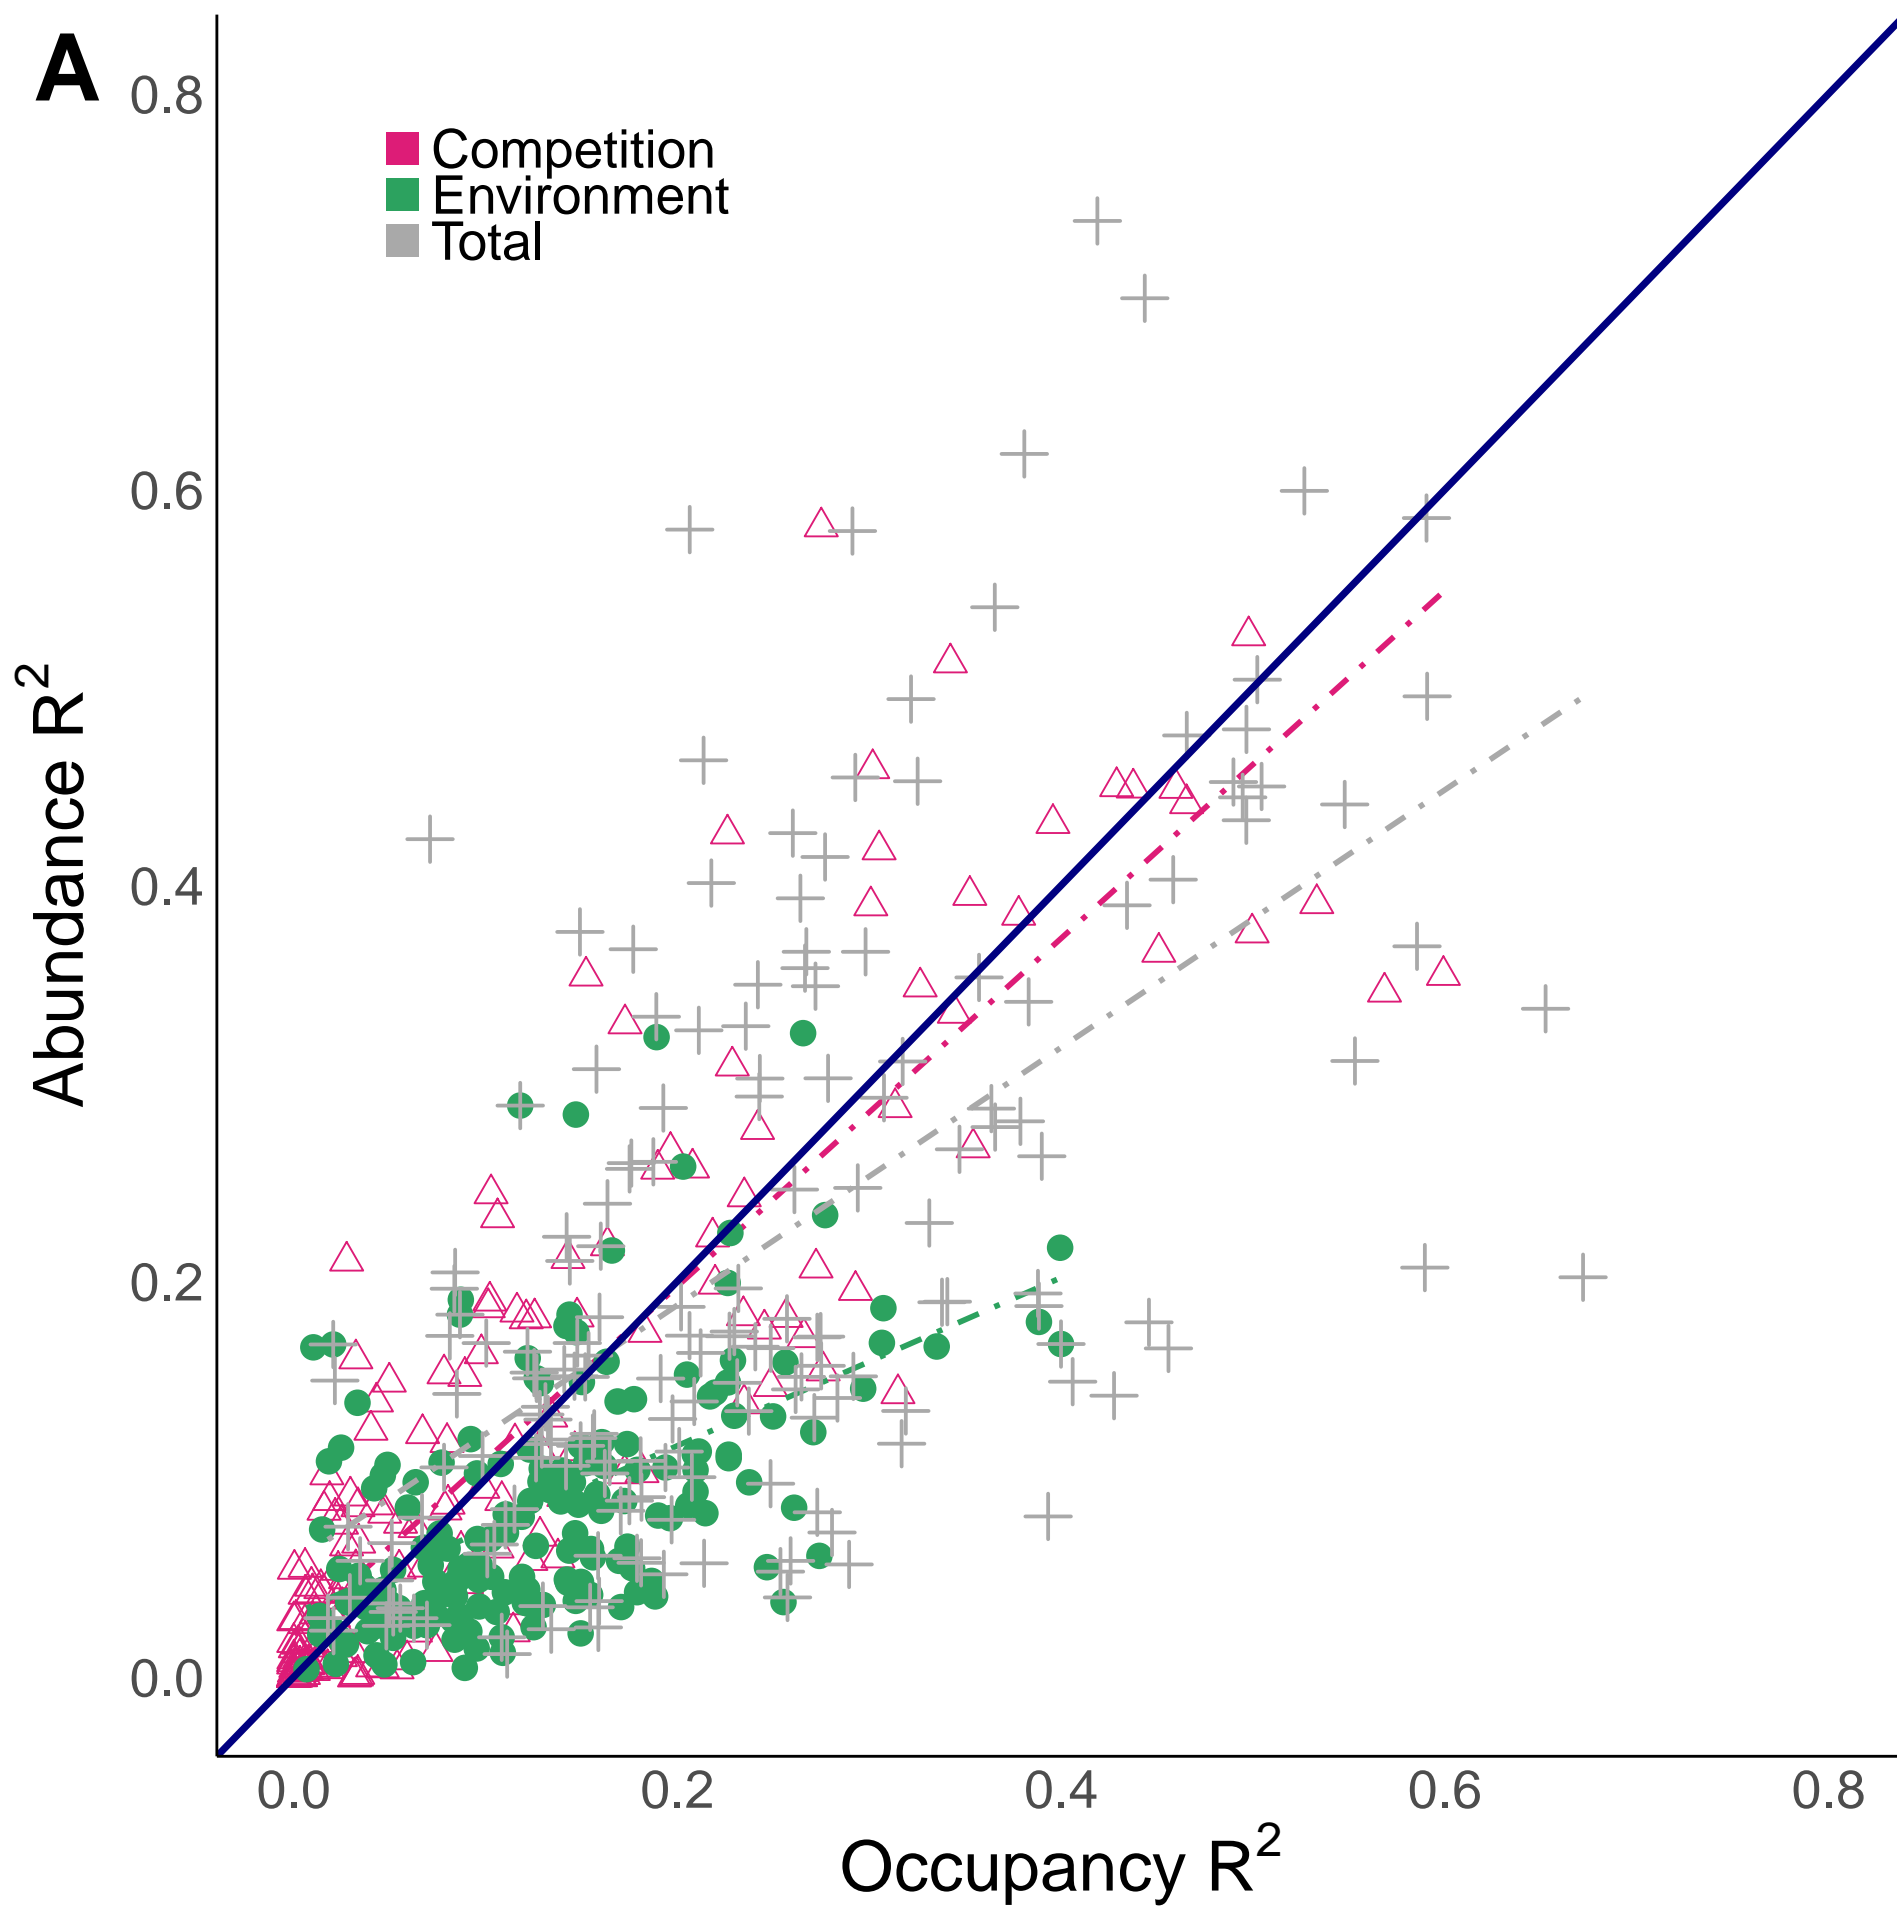 A
0.8
0.6
0.4
0.2
0.0
Abundance R²
Competition
Environment
Total
0.0 0.2 0.4 0.6 0.8
Occupancy R²